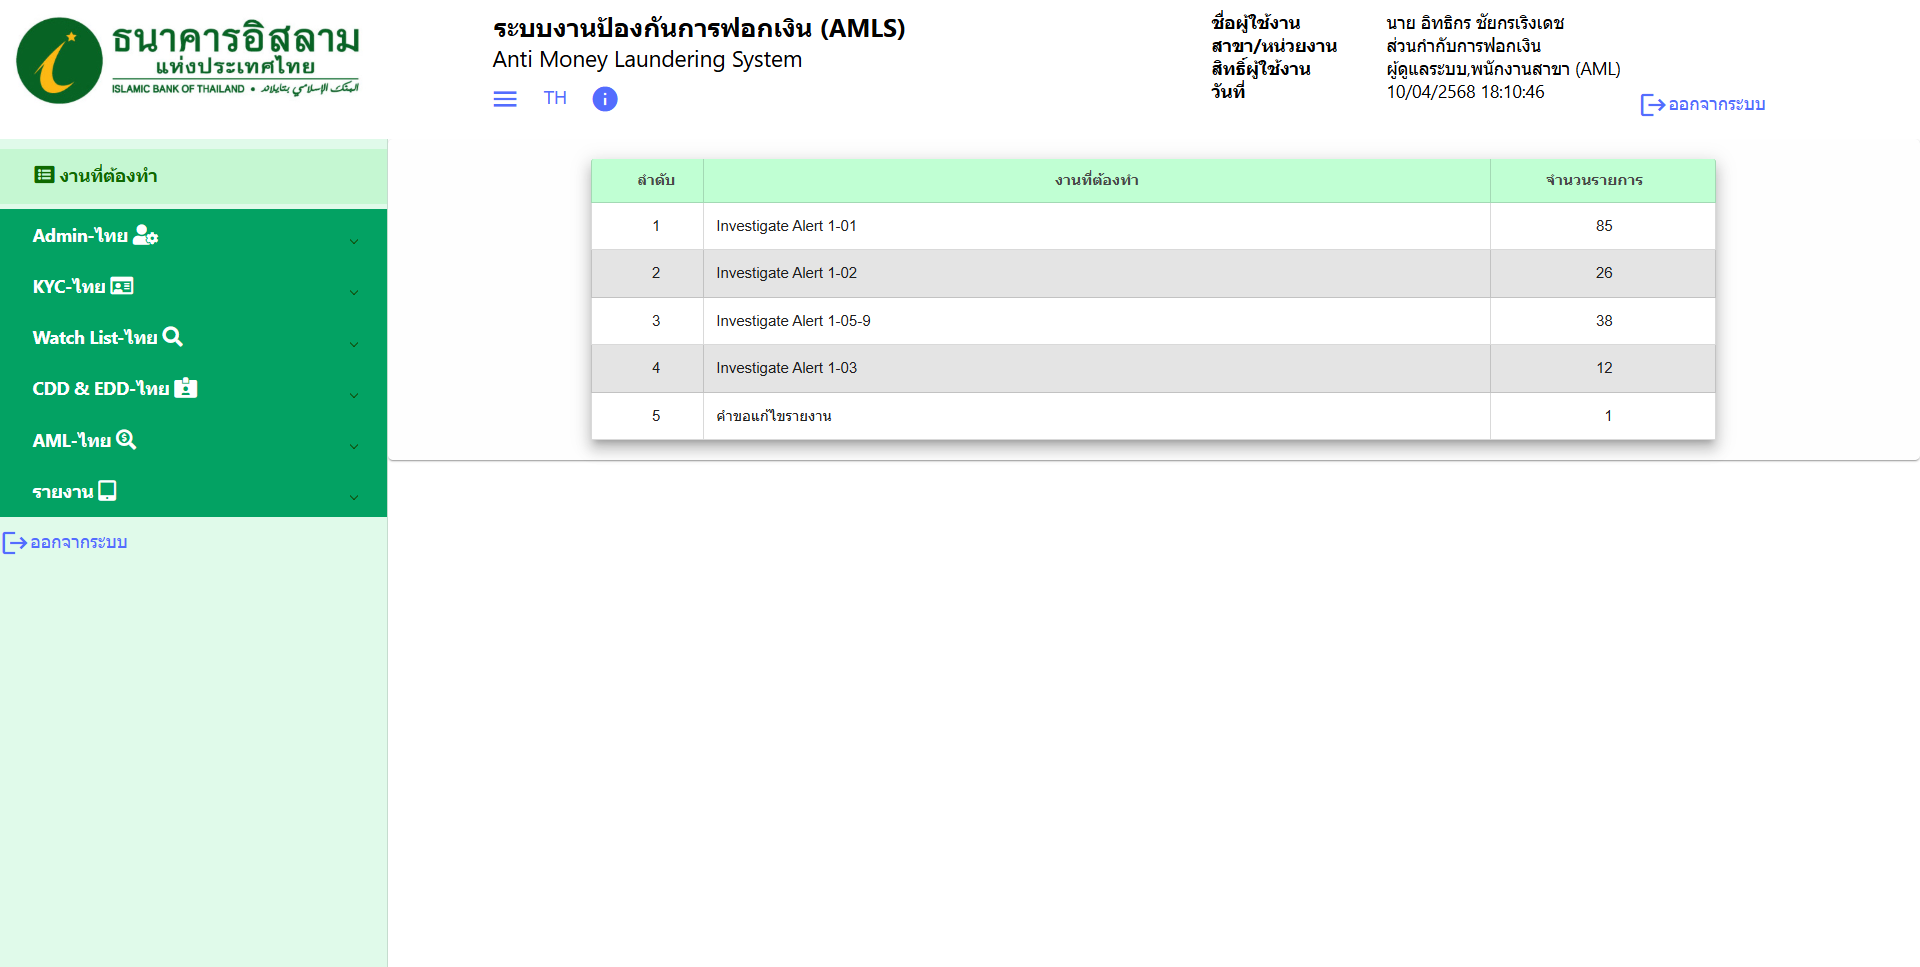 ธนาคารอิสลาม
แห่งประเทศไทย
ISLAMIC BANK OF THAILAND • البنك الإسلامي بتايلاند
ระบบงานป้องกันการฟอกเงิน (AMLS)
Anti Money Laundering System
TH
ชื่อผู้ใช้งาน นาย อิทธิกร ชัยกรเริงเดช
สาขา/หน่วยงาน ส่วนกำกับการฟอกเงิน
สิทธิ์ผู้ใช้งาน ผู้ดูแลระบบ,พนักงานสาขา (AML)
วันที่ 10/04/2568 18:10:46
ออกจากระบบ
งานที่ต้องทำ
Admin-ไทย
KYC-ไทย
Watch List-ไทย
CDD & EDD-ไทย
AML-ไทย
รายงาน
ออกจากระบบ
ลำดับ งานที่ต้องทำ จำนวนรายการ
1 Investigate Alert 1-01 85
2 Investigate Alert 1-02 26
3 Investigate Alert 1-05-9 38
4 Investigate Alert 1-03 12
5 คำขอแก้ไขรายงาน 1